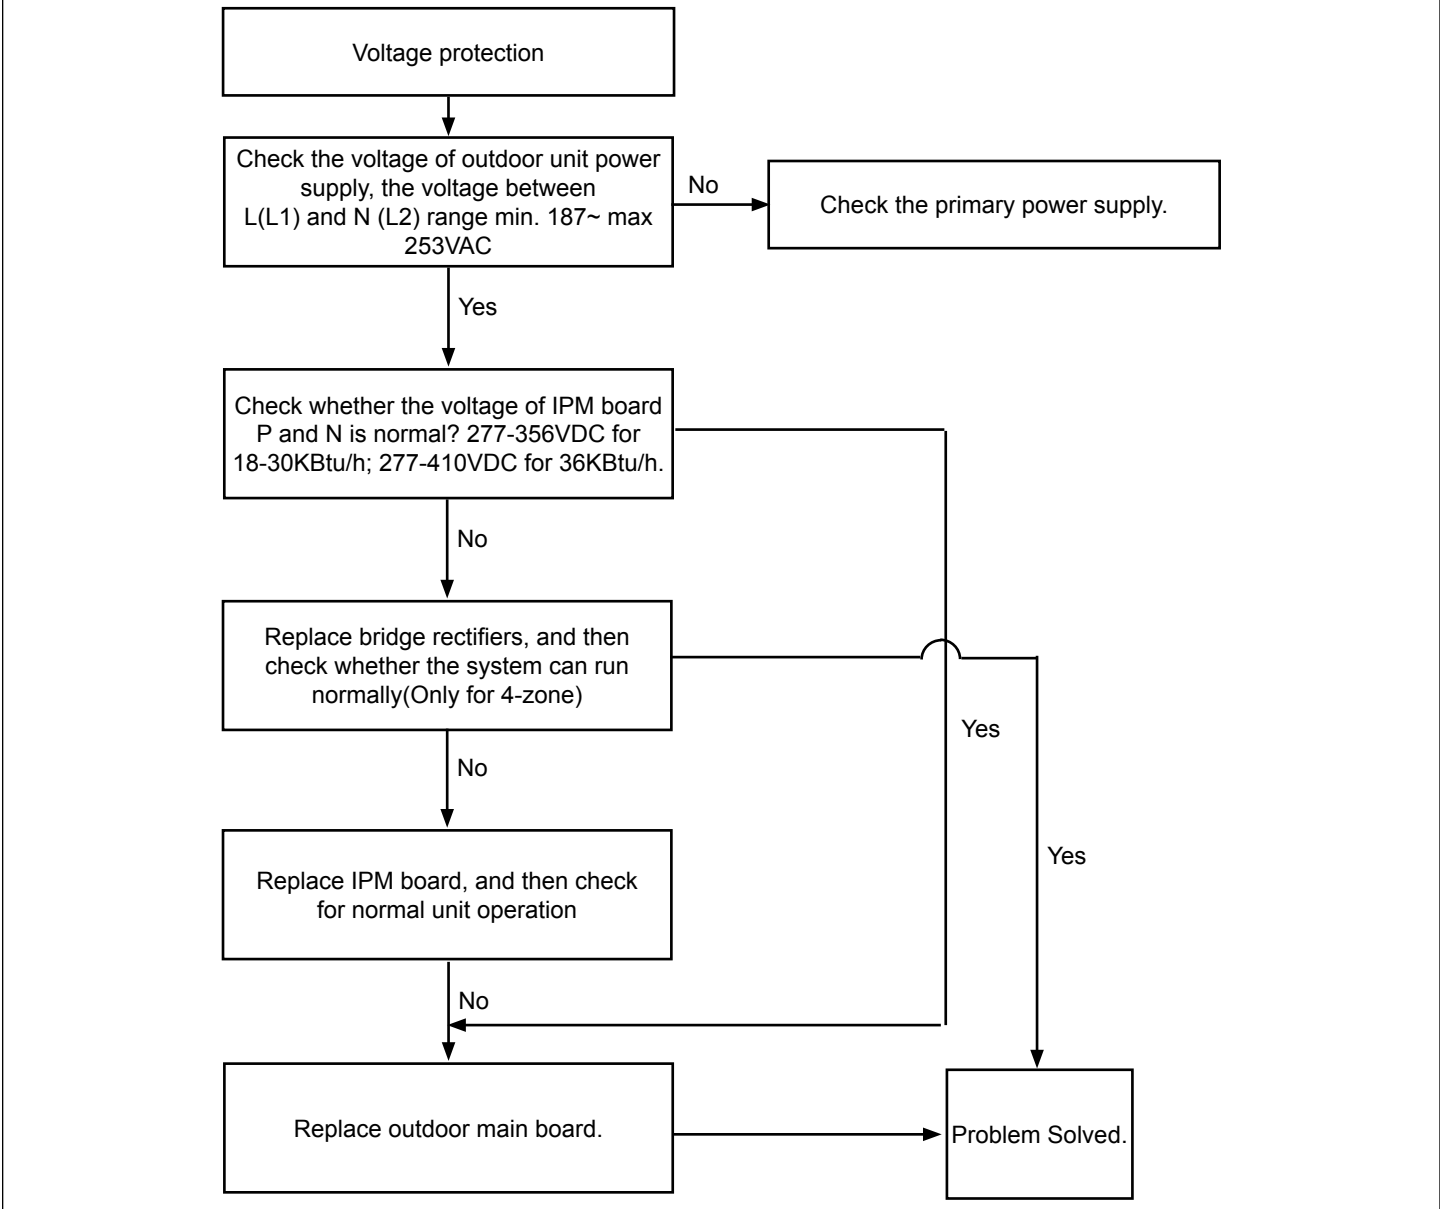 Voltage protection
Check the voltage of outdoor unit power
supply, the voltage between
L(L1) and N (L2) range min. 187~ max
253VAC
No
Check the primary power supply.
Yes
Check whether the voltage of IPM board
P and N is normal? 277-356VDC for
18-30KBtu/h; 277-410VDC for 36KBtu/h.
No
Replace bridge rectifiers, and then
check whether the system can run
normally(Only for 4-zone)
Yes
No
Yes
Replace IPM board, and then check
for normal unit operation
No
Replace outdoor main board.
Problem Solved.